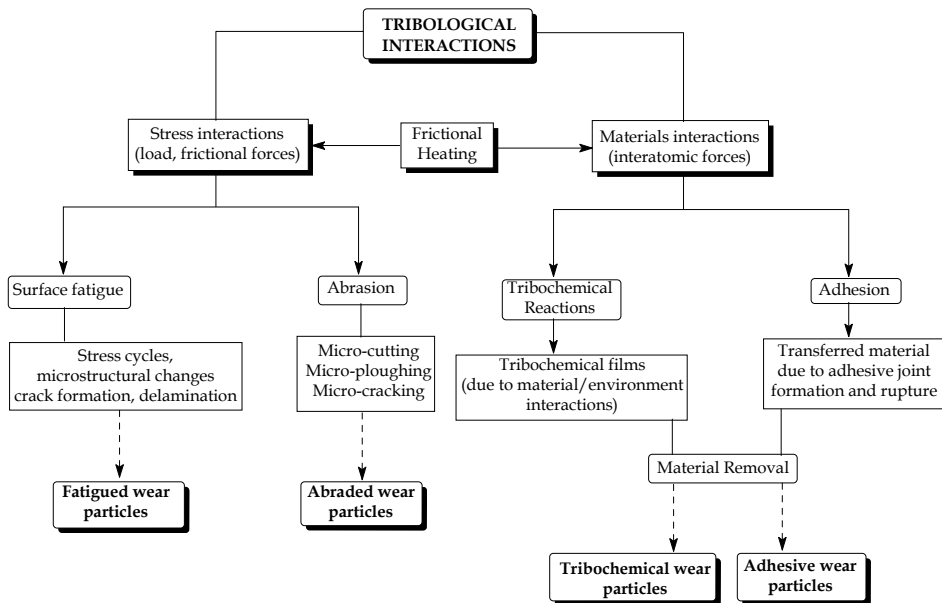 TRIBOLOGICAL
INTERACTIONS
Stress interactions
(load, frictional forces)
Frictional
Heating
Materials interactions
(interatomic forces)
Surface fatigue
Abrasion
Tribochemical
Reactions
Adhesion
Stress cycles,
microstructural changes
crack formation, delamination
Micro-cutting
Micro-ploughing
Micro-cracking
Tribochemical films
(due to material/environment
interactions)
Transferred material
due to adhesive joint
formation and rupture
Material Removal
Fatigued wear
particles
Abraded wear
particles
Tribochemical wear
particles
Adhesive wear
particles